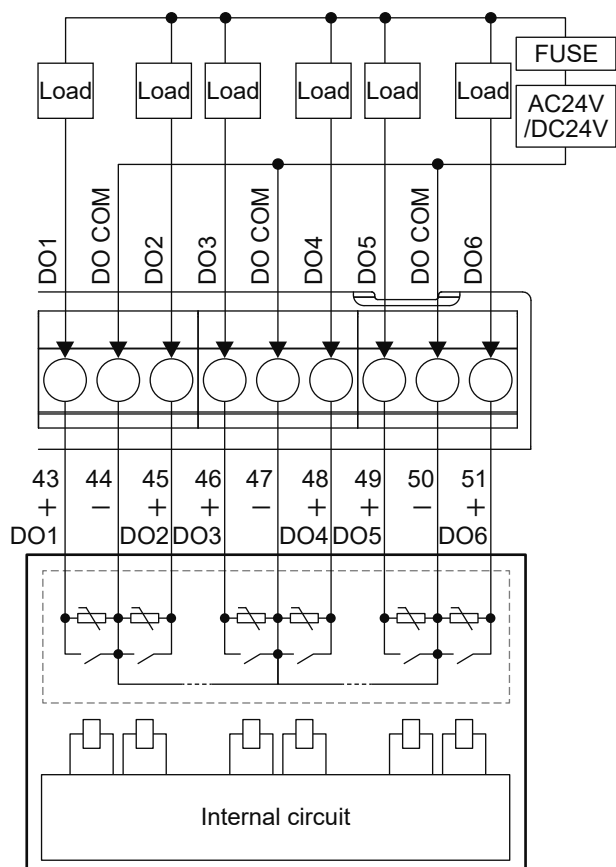 FUSE
Load Load Load Load Load Load
AC24V
/DC24V
DO1 DO COM DO2 DO3 DO COM DO4 DO5 DO COM DO6
43 44 45 46 47 48 49 50 51
+ − + + − + + − +
DO1 DO2 DO3 DO4 DO5 DO6
Internal circuit